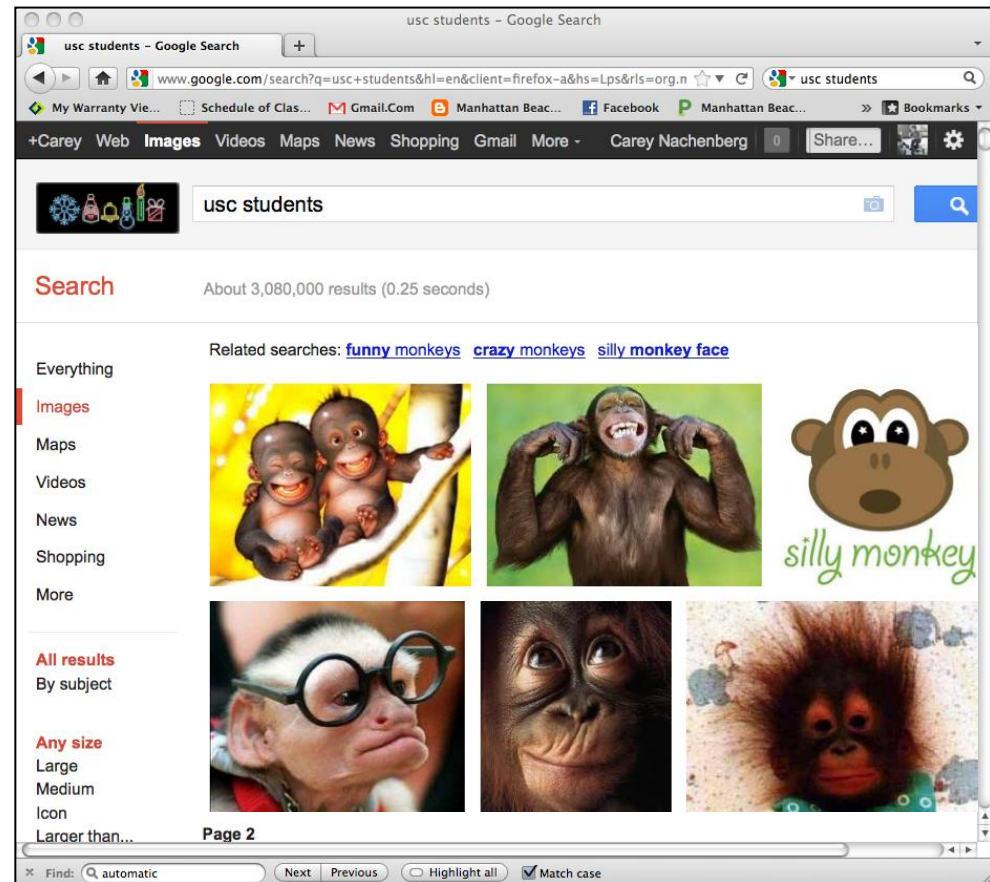 usc students – Google Search
usc students – Google Search +
www.google.com/search?q=usc+students&hl=en&client=firefox-a&hs=Lps&rls=org.n usc students
My Warranty Vie... Schedule of Clas... Gmail.Com Manhattan Beac... Facebook Manhattan Beac... » Bookmarks
+Carey Web Images Videos Maps News Shopping Gmail More - Carey Nachenberg 0 Share...
usc students
Search About 3,080,000 results (0.25 seconds)
Related searches: funny monkeys crazy monkeys silly monkey face
Everything
Images
Maps
Videos
News
Shopping
More
silly monkey
All results
By subject
Any size
Large
Medium
Icon
Larger than...
Page 2
× Find: automatic Next Previous Highlight all Match case